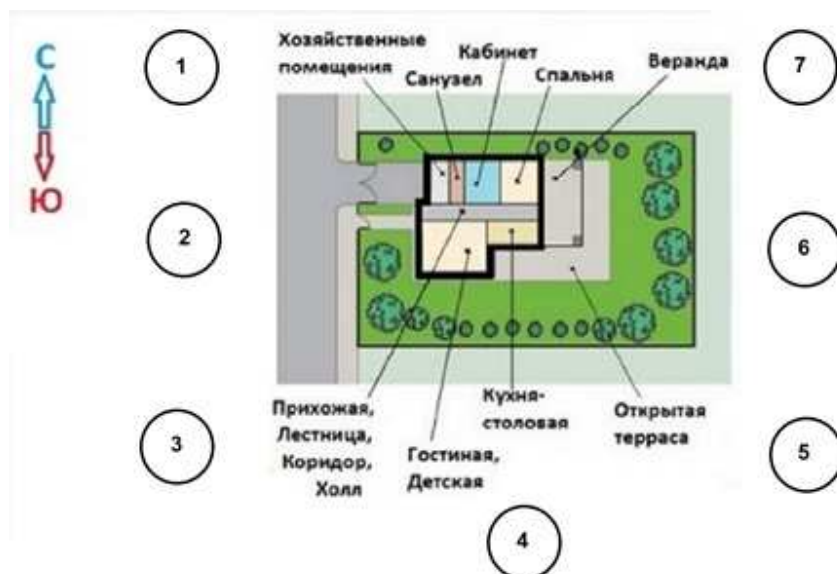 С
Ю
1
2
3
4
5
6
7
Хозяйственные
помещения
Санузел
Кабинет
Спальня
Веранда
Прихожая,
Лестница,
Коридор,
Холл
Гостиная,
Детская
Кухня-
столовая
Открытая
терраса